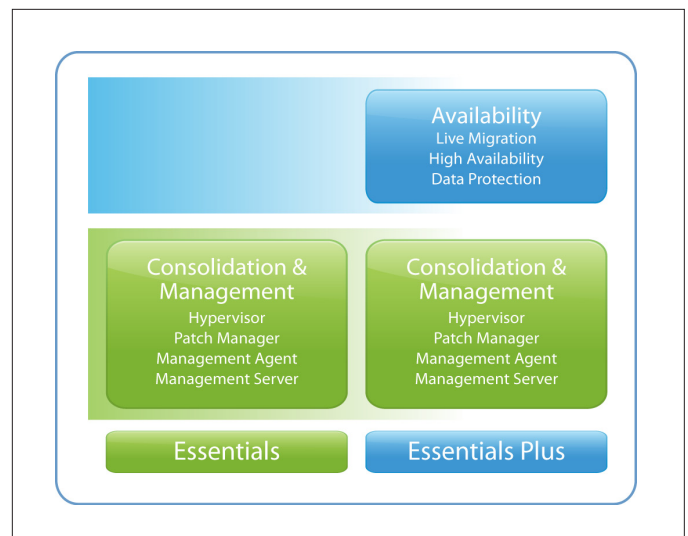 Availability
Live Migration
High Availability
Data Protection
Consolidation &
Management
Hypervisor
Patch Manager
Management Agent
Management Server
Consolidation &
Management
Hypervisor
Patch Manager
Management Agent
Management Server
Essentials
Essentials Plus